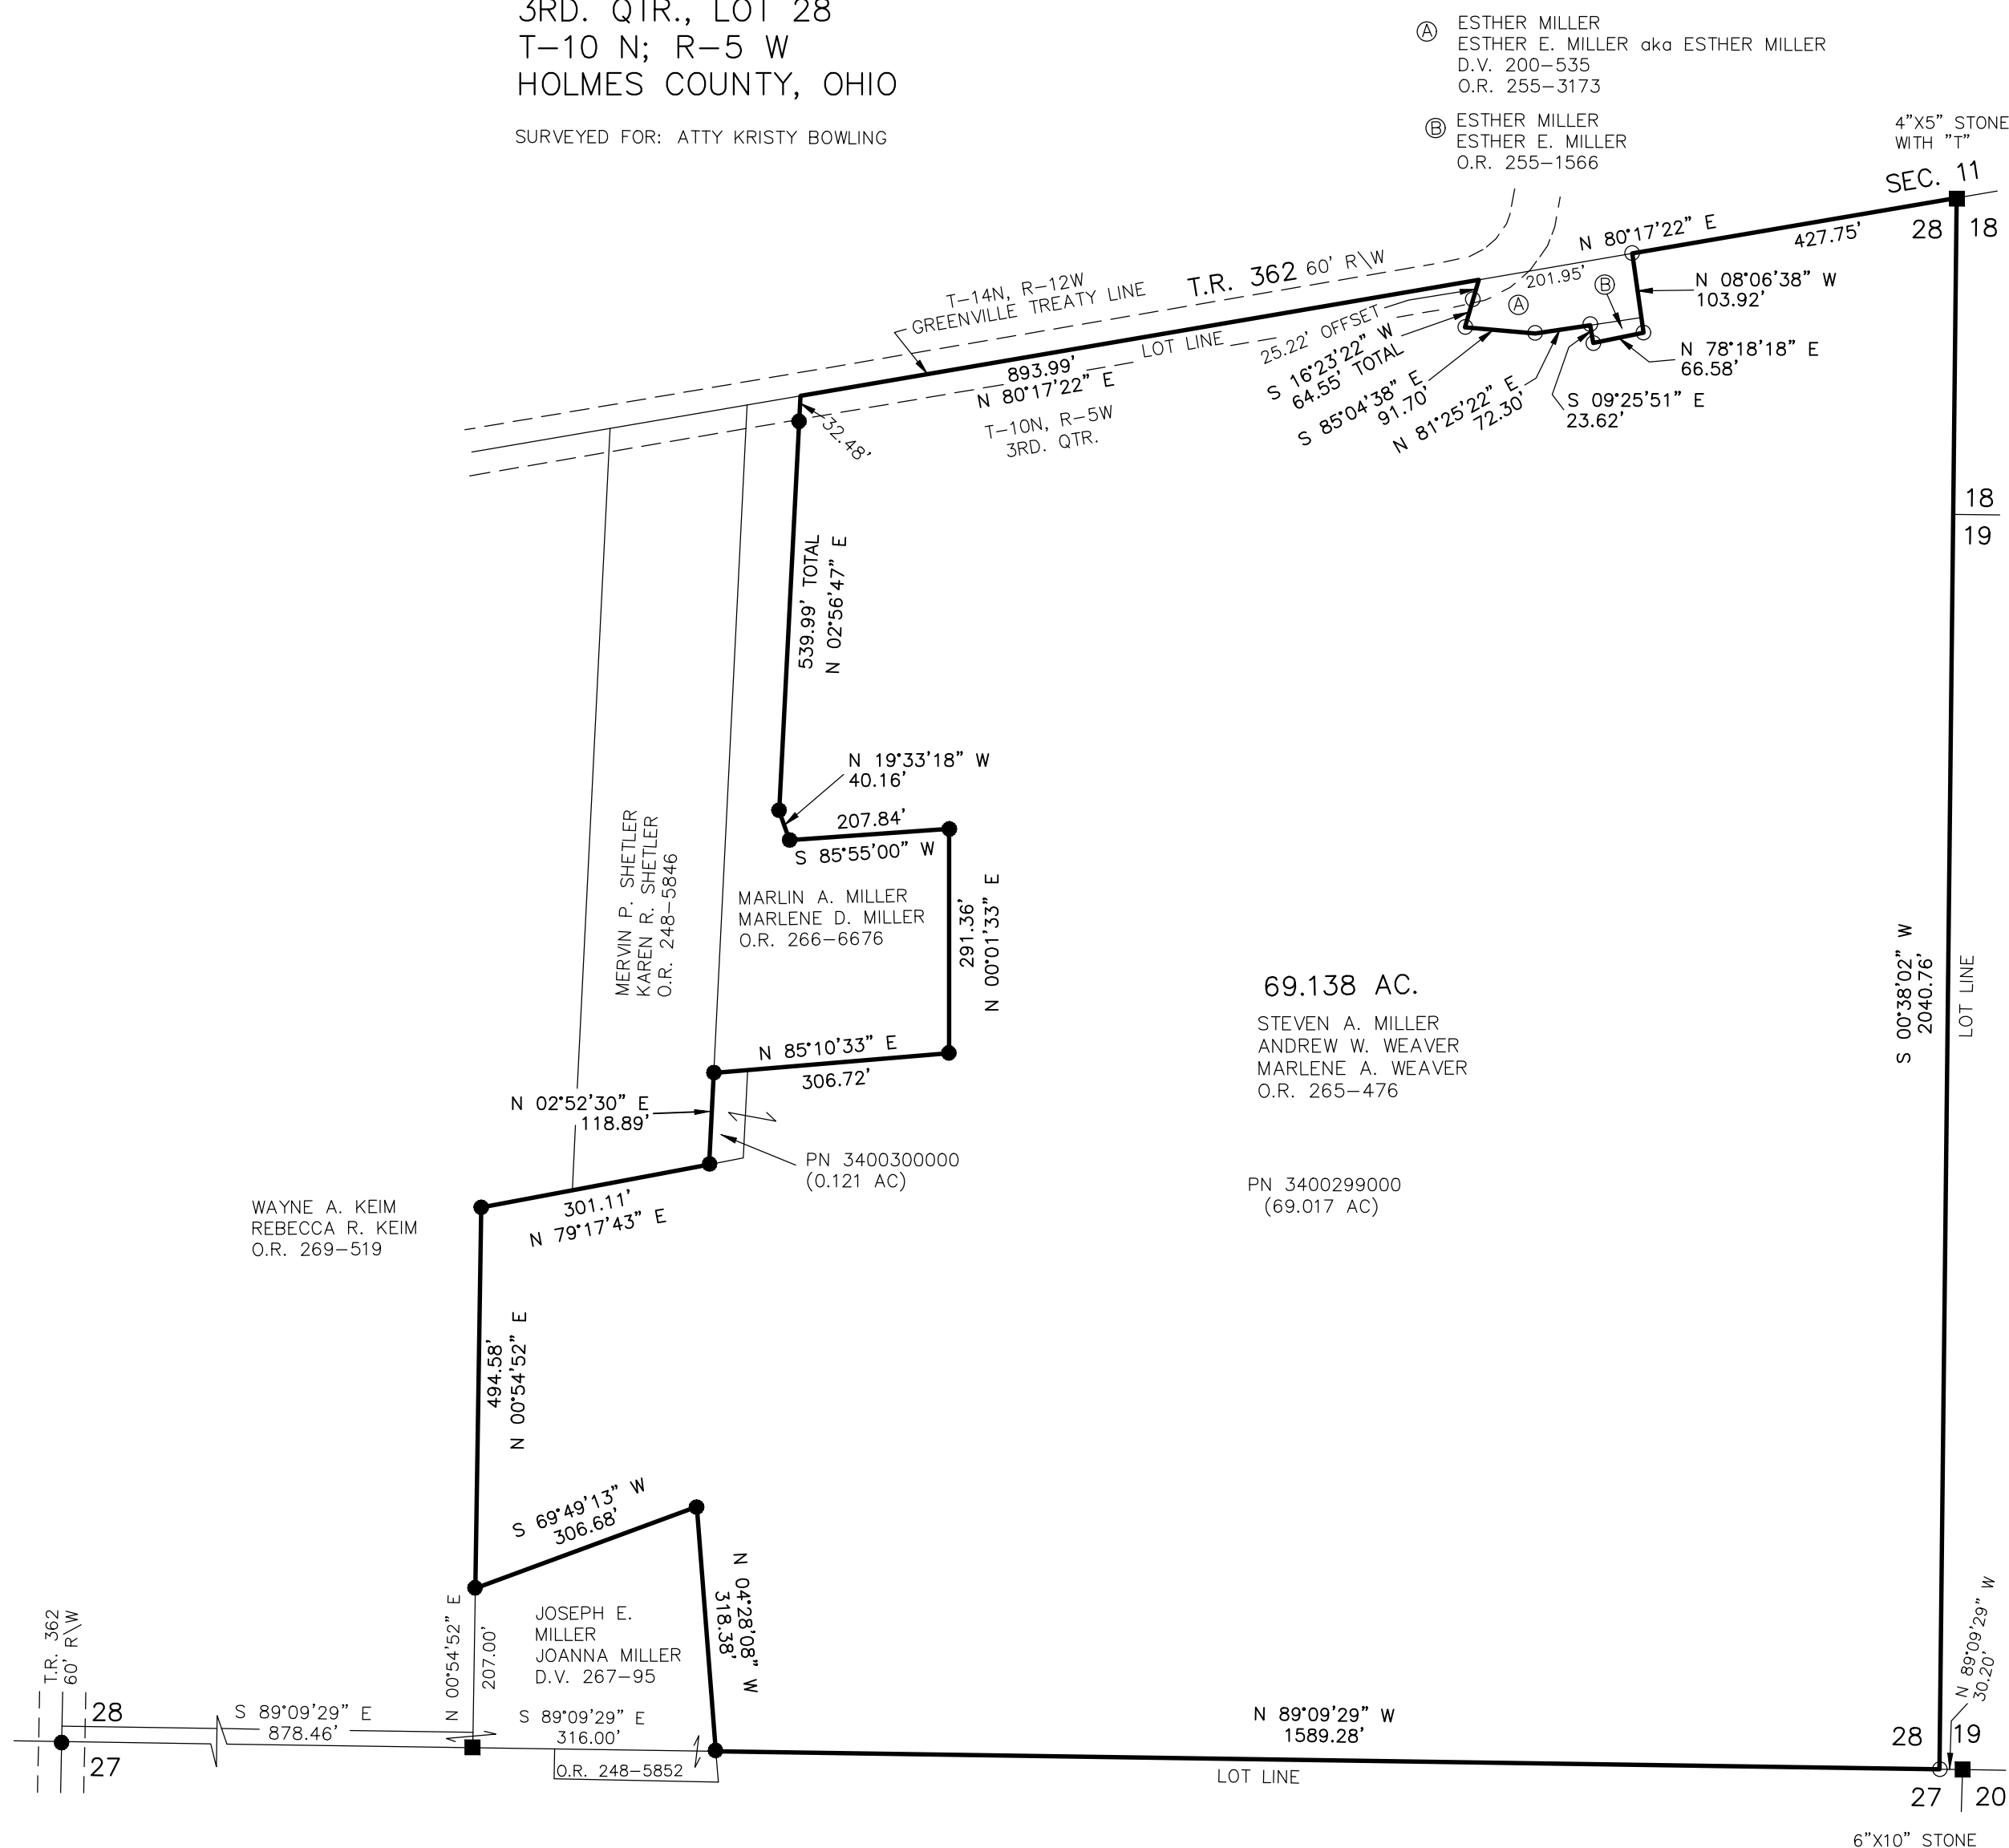 3RD. QTR., LOT 28
T-10 N; R-5 W
HOLMES COUNTY, OHIO
SURVEYED FOR: ATTY KRISTY BOWLING
Ⓐ ESTHER MILLER
ESTHER E. MILLER aka ESTHER MILLER
D.V. 200-535
O.R. 255-3173
Ⓑ ESTHER MILLER
ESTHER E. MILLER
O.R. 255-1566
4"X5" STONE
WITH "T"
SEC. 11
28
18
N 80°17'22" E
427.75'
201.95'
Ⓐ
Ⓑ
N 08°06'38" W
103.92'
N 78°18'18" E
66.58'
S 09°25'51" E
23.62'
N 81°25'22" E
72.30'
S 85°04'38" E
91.70'
S 16°23'22" W
64.55' TOTAL
25.22' OFFSET
T.R. 362 60' R\W
T-14N, R-12W
GREENVILLE TREATY LINE
LOT LINE
893.99'
N 80°17'22" E
T-10N, R-5W
3RD. QTR.
32.48'
18
19
539.99' TOTAL
N 02°56'47" E
N 19°33'18" W
40.16'
207.84'
S 85°55'00" W
MERVIN P. SHETLER
KAREN R. SHETLER
O.R. 248-5846
MARLIN A. MILLER
MARLENE D. MILLER
O.R. 266-6676
291.36'
N 00°01'33" E
69.138 AC.
STEVEN A. MILLER
ANDREW W. WEAVER
MARLENE A. WEAVER
O.R. 265-476
S 00°38'02" W
2040.76'
LOT LINE
N 85°10'33" E
306.72'
N 02°52'30" E
118.89'
PN 3400300000
(0.121 AC)
PN 3400299000
(69.017 AC)
WAYNE A. KEIM
REBECCA R. KEIM
O.R. 269-519
301.11'
N 79°17'43" E
494.58'
N 00°54'52" E
S 69°49'13" W
306.68'
N 04°28'08" W
318.38'
JOSEPH E.
MILLER
JOANNA MILLER
D.V. 267-95
N 00°54'52" E
207.00'
T.R. 362
60' R\W
28
27
S 89°09'29" E
878.46'
S 89°09'29" E
316.00'
O.R. 248-5852
N 89°09'29" W
1589.28'
LOT LINE
N 89°09'29" W
30.20'
28
19
27
20
6"X10" STONE